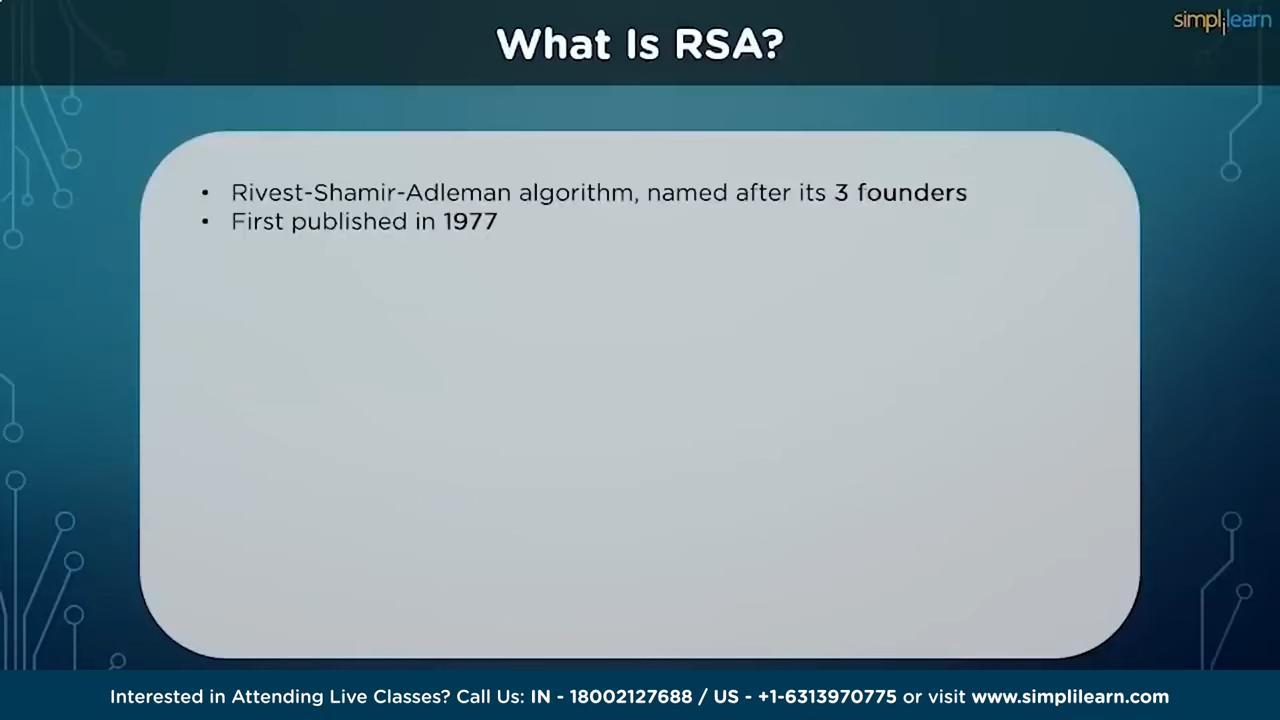 What Is RSA?
simplilearn
• Rivest-Shamir-Adleman algorithm, named after its 3 founders
• First published in 1977
Interested in Attending Live Classes? Call Us: IN - 18002127688 / US - +1-6313970775 or visit www.simplilearn.com